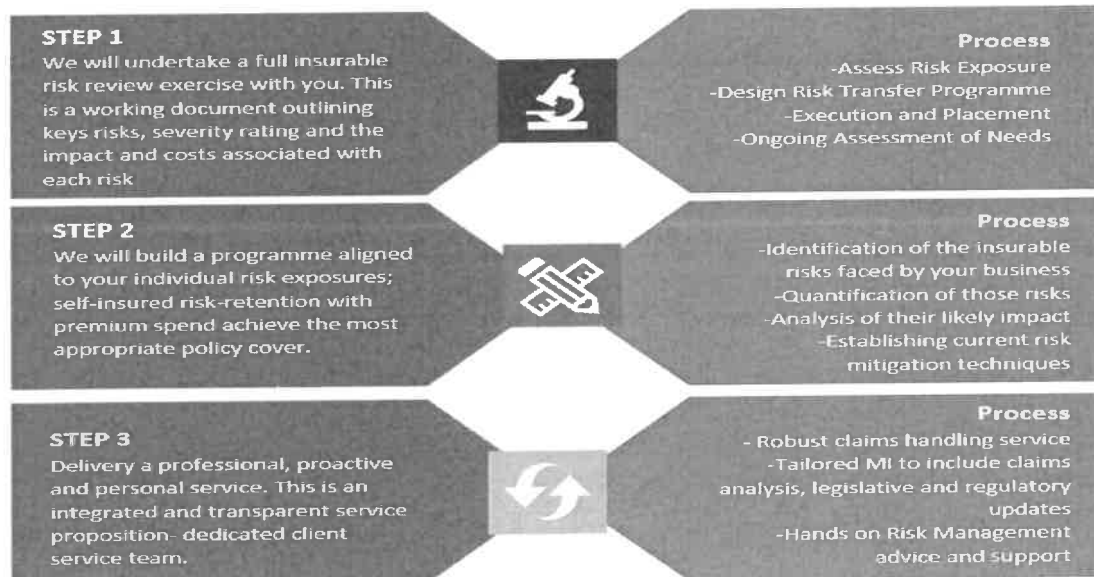 STEP 1
We will undertake a full insurable
risk review exercise with you. This
is a working document outlining
keys risks, severity rating and the
impact and costs associated with
each risk
Process
-Assess Risk Exposure
-Design Risk Transfer Programme
-Execution and Placement
-Ongoing Assessment of Needs
STEP 2
We will build a programme aligned
to your individual risk exposures;
self-insured risk-retention with
premium spend achieve the most
appropriate policy cover.
Process
-Identification of the insurable
risks faced by your business
-Quantification of those risks
-Analysis of their likely impact
-Establishing current risk
mitigation techniques
STEP 3
Delivery a professional, proactive
and personal service. This is an
integrated and transparent service
proposition- dedicated client
service team.
Process
- Robust claims handling service
-Tailored MI to include claims
analysis, legislative and regulatory
updates
-Hands on Risk Management
advice and support